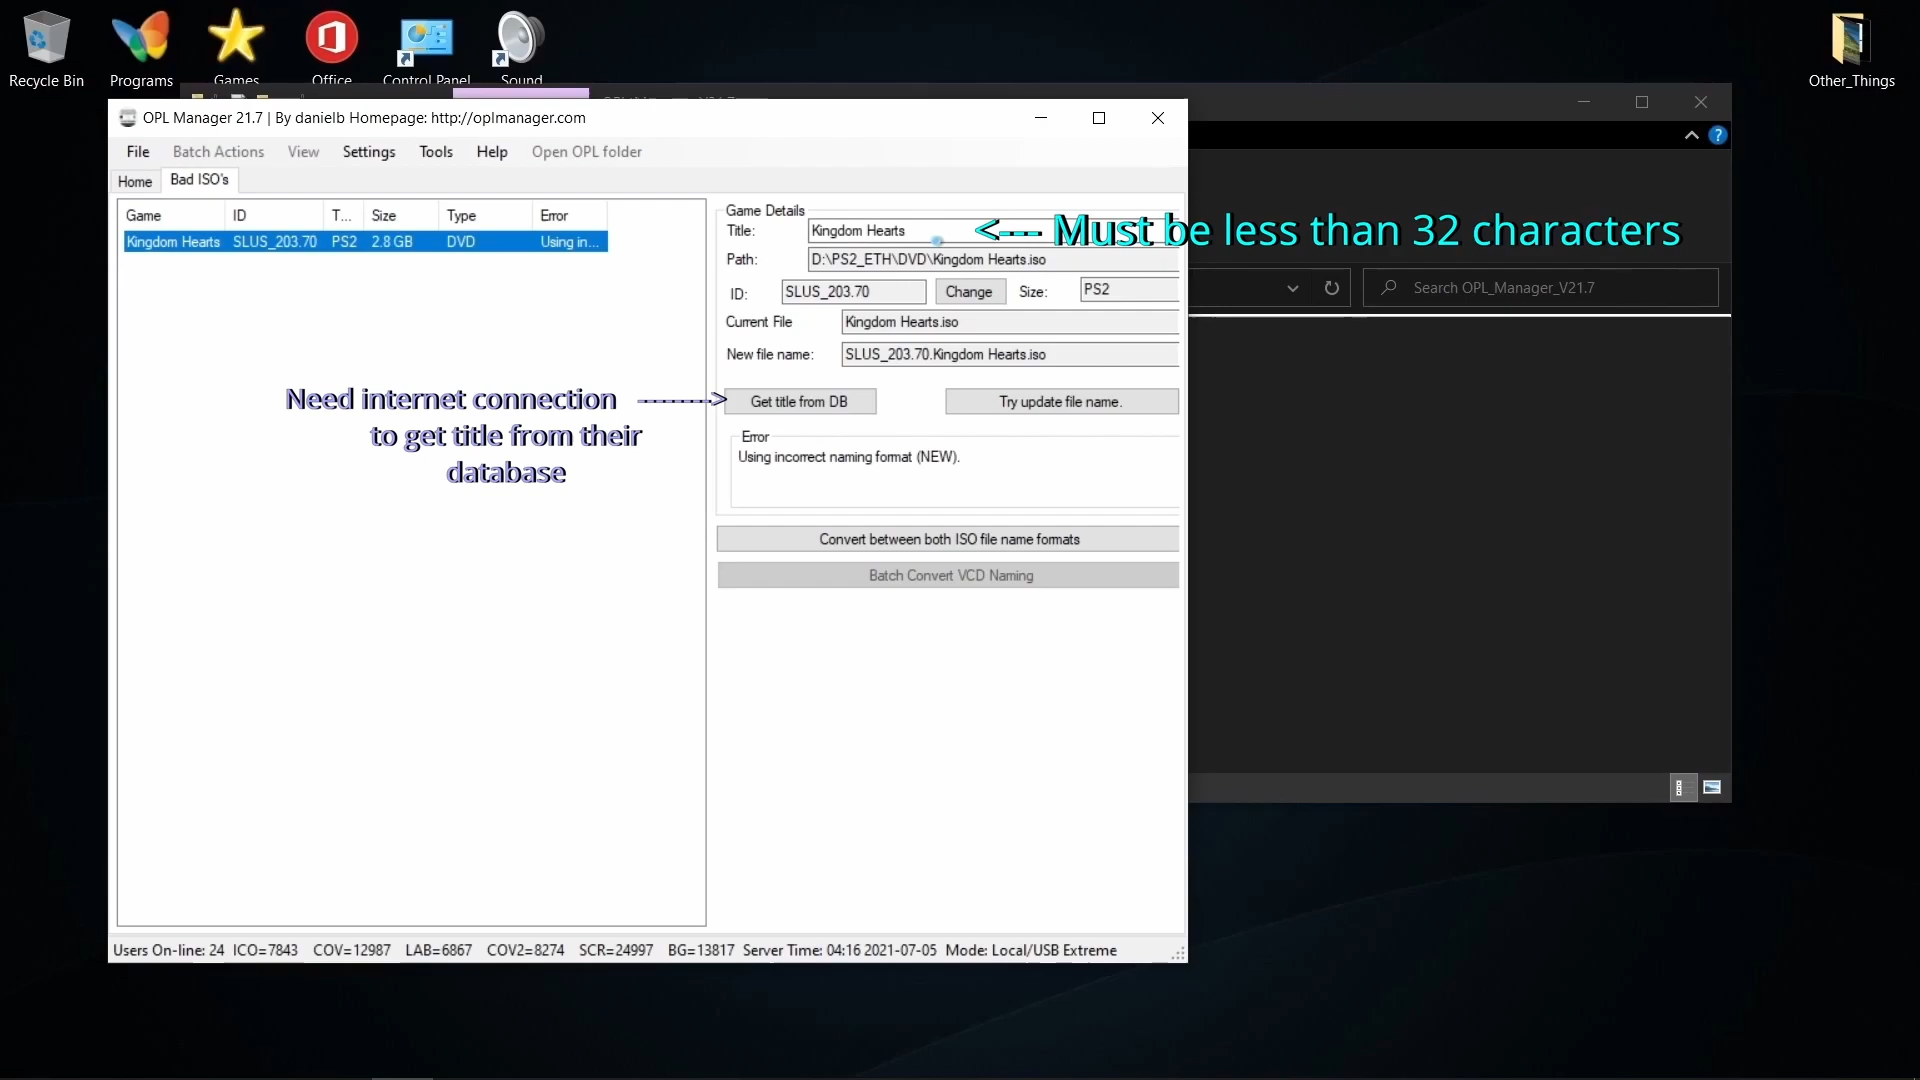 Recycle Bin
Programs
Games
Office
Control Panel
Sound
Other_Things
OPL Manager 21.7 | By danielb Homepage: http://oplmanager.com
File Batch Actions View Settings Tools Help Open OPL folder
Home Bad ISO's
Game ID T... Size Type Error
Kingdom Hearts SLUS_203.70 PS2 2.8 GB DVD Using in...
Game Details
Title: Kingdom Hearts
<--- Must be less than 32 characters
Path: D:\PS2_ETH\DVD\Kingdom Hearts.iso
ID: SLUS_203.70 Change Size: PS2
Search OPL_Manager_V21.7
Current File Kingdom Hearts.iso
New file name: SLUS_203.70.Kingdom Hearts.iso
Need internet connection ------->
to get title from their
database
Get title from DB Try update file name.
Error
Using incorrect naming format (NEW).
Convert between both ISO file name formats
Batch Convert VCD Naming
Users On-line: 24 ICO=7843 COV=12987 LAB=6867 COV2=8274 SCR=24997 BG=13817 Server Time: 04:16 2021-07-05 Mode: Local/USB Extreme